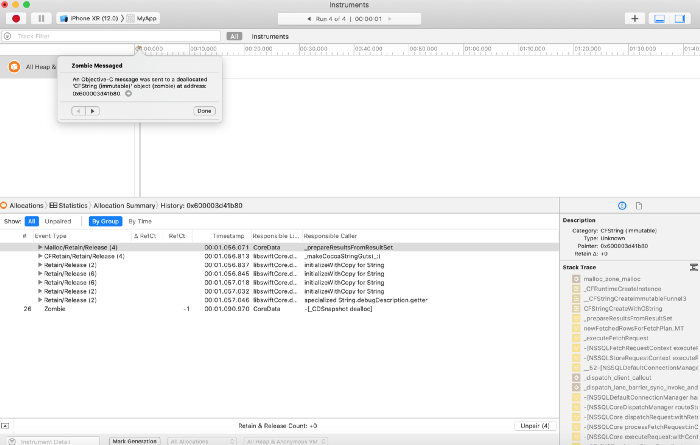 Instruments
iPhone XR (12.0) 〉 MyApp
Run 4 of 4 | 00:00:01
Track Filter
All Instruments
00:00.000 00:10.000 00:20.000 00:30.000 00:40.000 00:50.000 01:00.000 01:10.000 01:20.000 01:30.000 01:40
All Heap &
Zombie Messaged
An Objective-C message was sent to a deallocated
'CFString (immutable)' object (zombie) at address:
0x600003d41b80.
Done
Allocations 〉 Statistics 〉 Allocation Summary 〉 History: 0x600003d41b80
Show: All Unpaired By Group By Time
# Event Type Δ RefCt RefCt Timestamp Responsible Li... Responsible Caller
Malloc/Retain/Release (4) 00:01.056.071 CoreData _prepareResultsFromResultSet
CFRetain/Retain/Release (4) 00:01.056.813 libswiftCore.d... _makeCocoaStringGuts(_:)
Retain/Release (2) 00:01.056.837 libswiftCore.d... initializeWithCopy for String
Retain/Release (6) 00:01.056.845 libswiftCore.d... initializeWithCopy for String
Retain/Release (6) 00:01.057.018 libswiftCore.d... initializeWithCopy for String
Retain/Release (2) 00:01.057.032 libswiftCore.d... initializeWithCopy for String
Retain/Release (2) 00:01.057.046 libswiftCore.d... specialized String.debugDescription.getter
26 Zombie -1 00:01.090.970 CoreData -[_CDSnapshot dealloc]
Retain & Release Count: +0
Unpair (4)
Instrument Detail Mark Generation All Allocations All Heap & Anonymous VM
Description
Category: CFString (immutable)
Type: Unknown
Pointer: 0x600003d41b80
Retain Δ: +0
Stack Trace
malloc_zone_malloc
_CFRuntimeCreateInstance
__CFStringCreateImmutableFunnel3
CFStringCreateWithCString
_prepareResultsFromResultSet
newFetchedRowsForFetchPlan_MT
_executeFetchRequest
-[NSSQLFetchRequestContext executeF
-[NSSQLStoreRequestContext executeR
__52-[NSSQLDefaultConnectionManage
_dispatch_client_callout
_dispatch_lane_barrier_sync_invoke_and
-[NSSQLDefaultConnectionManager ha
-[NSSQLCoreDispatchManager routeSto
-[NSSQLCore dispatchRequest:withRetr
-[NSSQLCore processFetchRequest:inC
-[NSSQLCore executeRequest:withConte